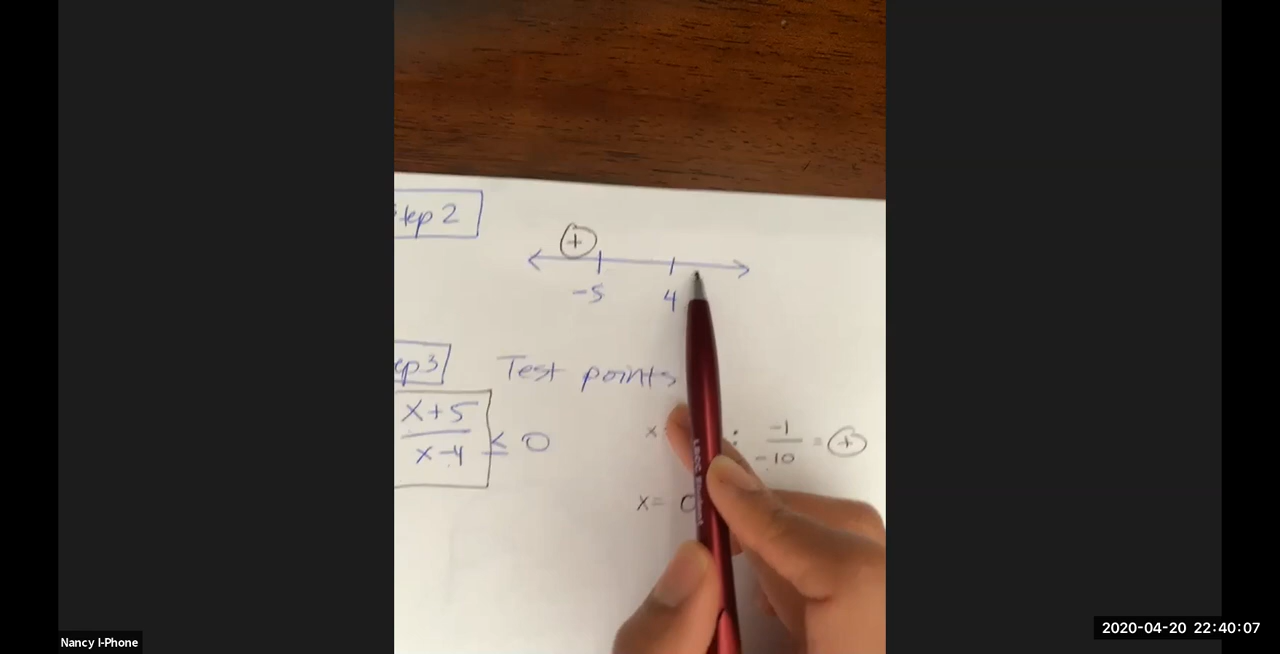 tep 2
+
-5 4
ep3 Test points
x+5
x-4 ≤ 0
x : -1/-10 = +
x= 0
Nancy I-Phone
2020-04-20 22:40:07